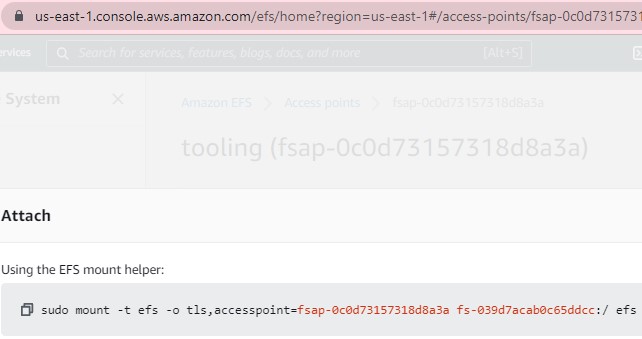 us-east-1.console.aws.amazon.com/efs/home?region=us-east-1#/access-points/fsap-0c0d7315731
ervices Search for services, features, blogs, docs, and more [Alt+S]
System
Amazon EFS Access points fsap-0c0d73157318d8a3a
tooling (fsap-0c0d73157318d8a3a)
Attach
Using the EFS mount helper:
sudo mount -t efs -o tls,accesspoint=fsap-0c0d73157318d8a3a fs-039d7acab0c65ddcc:/ efs